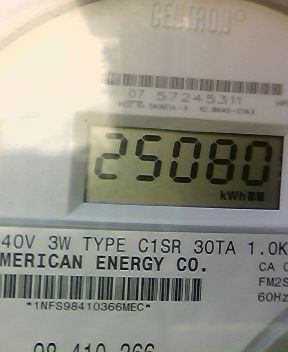 CENTRON®
07 57245311
25080
kWh
40V 3W TYPE C1SR 30TA 1.0K
MERICAN ENERGY CO.
CA 0
FM2S
60Hz
*1NFS98410366MEC*